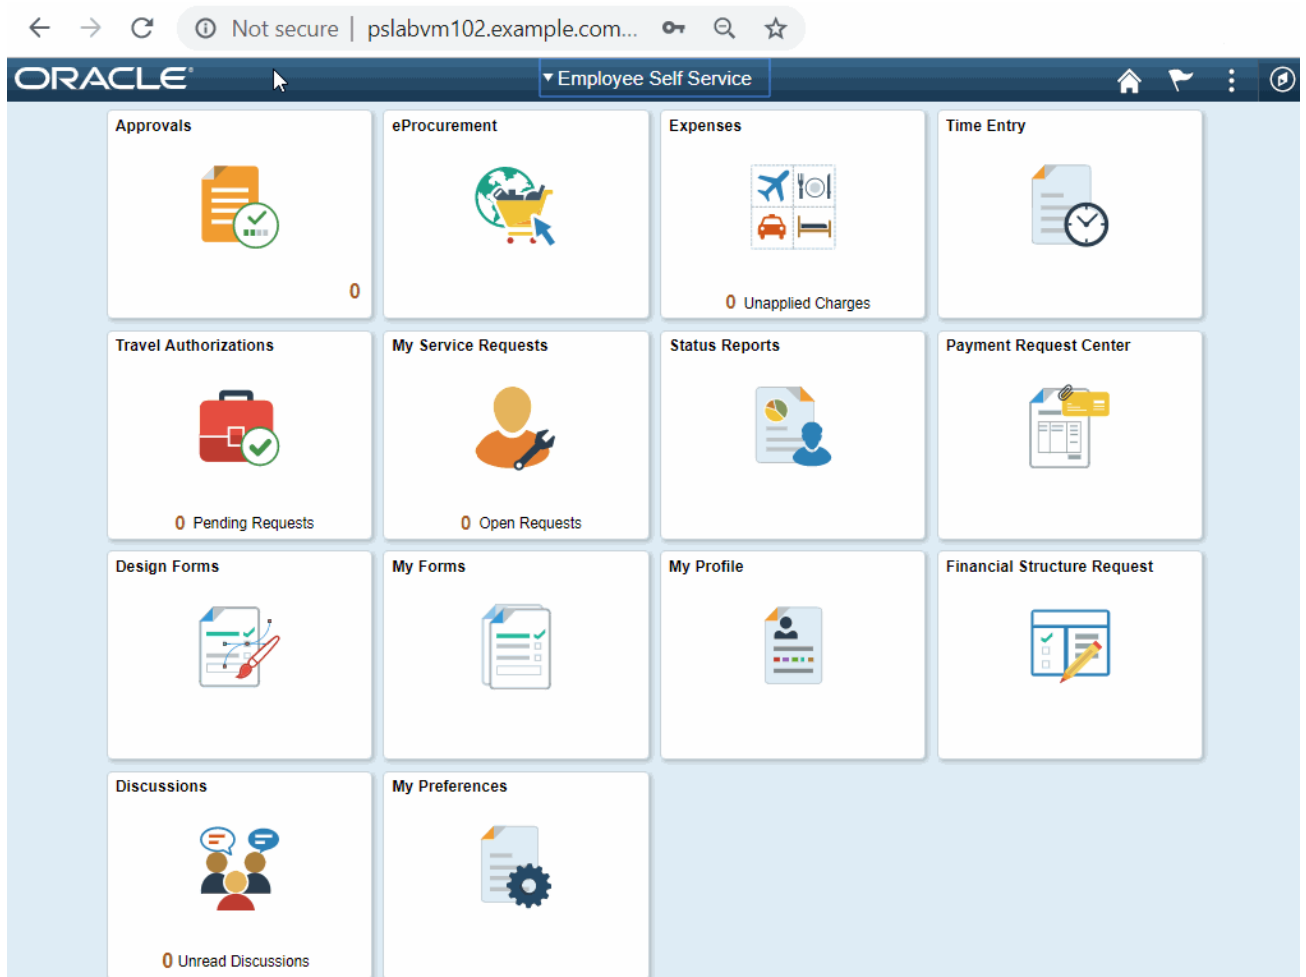 Not secure | pslabvm102.example.com...
ORACLE
Employee Self Service
Approvals
eProcurement
Expenses
Time Entry
0
0 Unapplied Charges
Travel Authorizations
My Service Requests
Status Reports
Payment Request Center
0 Pending Requests
0 Open Requests
Design Forms
My Forms
My Profile
Financial Structure Request
Discussions
My Preferences
0 Unread Discussions